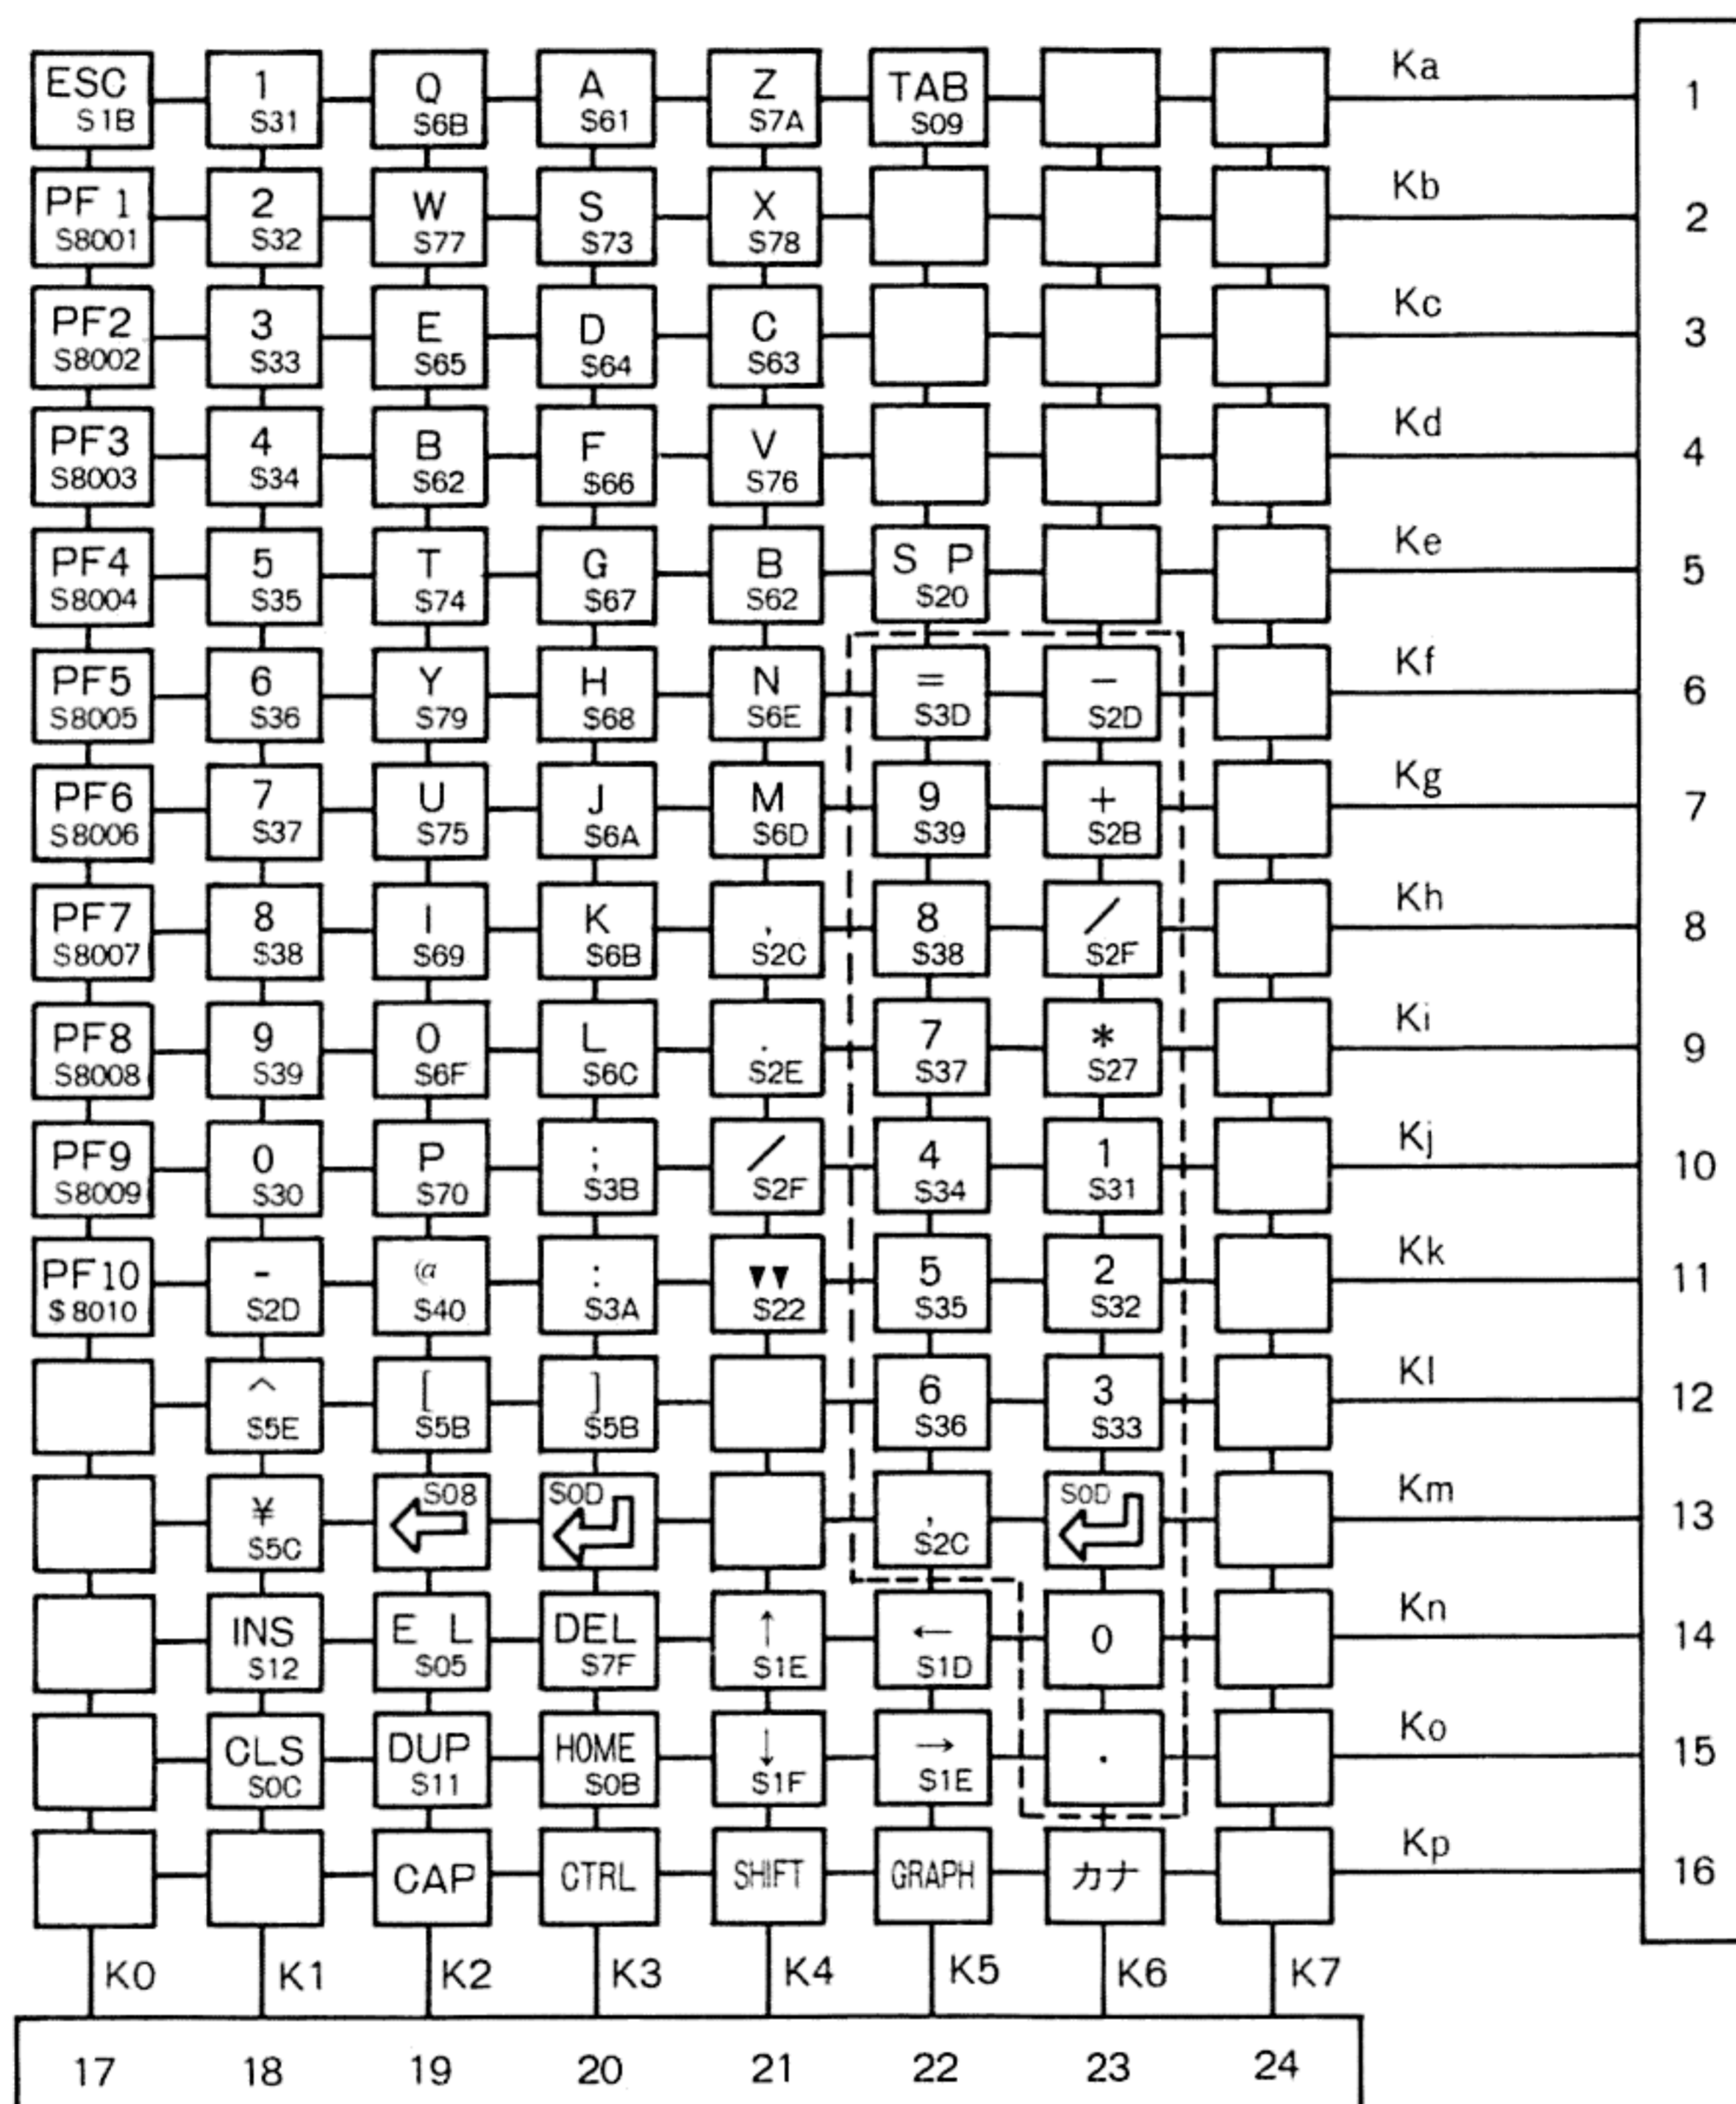 ESC 1 Q A Z TAB Ka 1
S1B S31 S6B S61 S7A S09
PF 1 2 W S X Kb 2
S8001 S32 S77 S73 S78
PF2 3 E D C Kc 3
S8002 S33 S65 S64 S63
PF3 4 B F V Kd 4
S8003 S34 S62 S66 S76
PF4 5 T G B S P Ke 5
S8004 S35 S74 S67 S62 S20
PF5 6 Y H N = − Kf 6
S8005 S36 S79 S68 S6E S3D S2D
PF6 7 U J M 9 + Kg 7
S8006 S37 S75 S6A S6D S39 S2B
PF7 8 I K , 8 / Kh 8
S8007 S38 S69 S6B S2C S38 S2F
PF8 9 O L . 7 * Ki 9
S8008 S39 S6F S6C S2E S37 S27
PF9 0 P ; / 4 1 Kj 10
S8009 S30 S70 S3B S2F S34 S31
PF10 - @ : ▼▼ 5 2 Kk 11
$8010 S2D S40 S3A S22 S35 S32
^ [ ] 6 3 Kl 12
S5E S5B S5B S36 S33
¥ S08 S0D , S0D Km 13
S5C S2C
INS E L DEL ↑ ← 0 Kn 14
S12 S05 S7F S1E S1D
CLS DUP HOME ↓ → . Ko 15
S0C S11 S0B S1F S1E
CAP CTRL SHIFT GRAPH カナ Kp 16
K0 K1 K2 K3 K4 K5 K6 K7
17 18 19 20 21 22 23 24